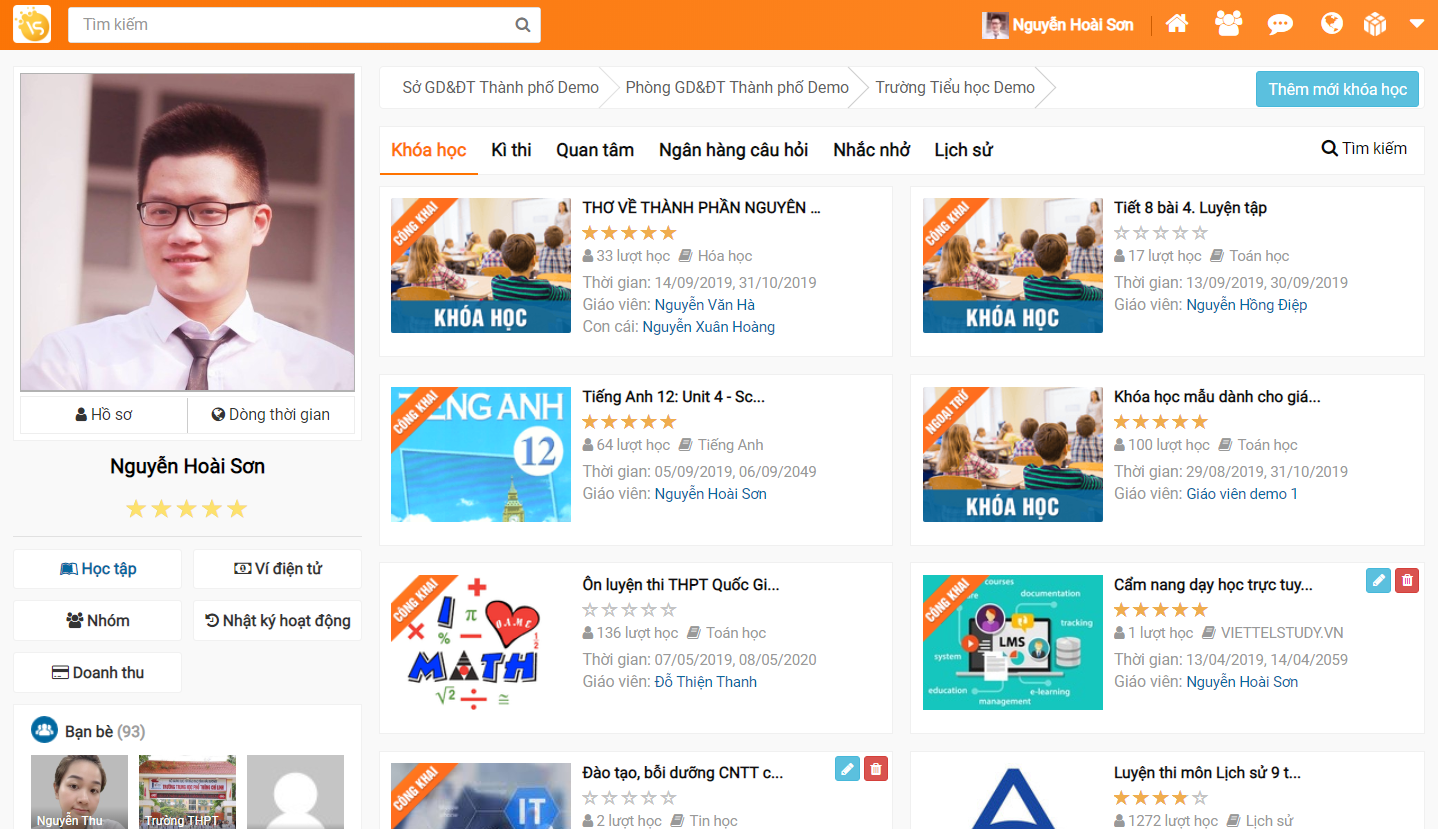 Tìm kiếm
Nguyễn Hoài Sơn
Sở GD&ĐT Thành phố Demo
Phòng GD&ĐT Thành phố Demo
Trường Tiểu học Demo
Thêm mới khóa học
Khóa học
Kì thi
Quan tâm
Ngân hàng câu hỏi
Nhắc nhở
Lịch sử
Tìm kiếm
Hồ sơ
Dòng thời gian
Nguyễn Hoài Sơn
Học tập
Ví điện tử
Nhóm
Nhật ký hoạt động
Doanh thu
Bạn bè (93)
Nguyễn Thu
Trường THPT
CÔNG KHAI
KHÓA HỌC
THƠ VỀ THÀNH PHẦN NGUYÊN ...
33 lượt học Hóa học
Thời gian: 14/09/2019, 31/10/2019
Giáo viên: Nguyễn Văn Hà
Con cái: Nguyễn Xuân Hoàng
CÔNG KHAI
KHÓA HỌC
Tiết 8 bài 4. Luyện tập
17 lượt học Toán học
Thời gian: 13/09/2019, 30/09/2019
Giáo viên: Nguyễn Hồng Điệp
CÔNG KHAI
ANH
12
Tiếng Anh 12: Unit 4 - Sc...
64 lượt học Tiếng Anh
Thời gian: 05/09/2019, 06/09/2049
Giáo viên: Nguyễn Hoài Sơn
NGOẠI TRÚ
KHÓA HỌC
Khóa học mẫu dành cho giá...
100 lượt học Toán học
Thời gian: 29/08/2019, 31/10/2019
Giáo viên: Giáo viên demo 1
CÔNG KHAI
I
MATH
Ôn luyện thi THPT Quốc Gi...
136 lượt học Toán học
Thời gian: 07/05/2019, 08/05/2020
Giáo viên: Đỗ Thiện Thanh
CÔNG KHAI
courses
documentation
tracking
LMS
system
education
e-learning
management
Cẩm nang dạy học trực tuy...
1 lượt học VIETTELSTUDY.VN
Thời gian: 13/04/2019, 14/04/2059
Giáo viên: Nguyễn Hoài Sơn
CÔNG KHAI
IT
Đào tạo, bồi dưỡng CNTT c...
2 lượt học Tin học
Luyện thi môn Lịch sử 9 t...
1272 lượt học Lịch sử